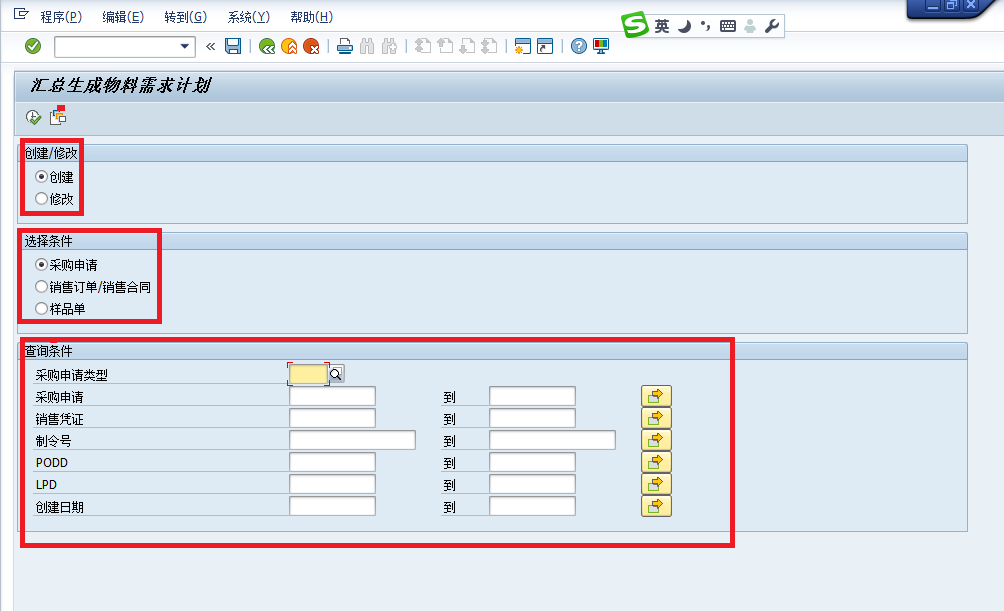 程序(P) 编辑(E) 转到(G) 系统(Y) 帮助(H)
S 英
汇总生成物料需求计划
创建/修改
创建
修改
选择条件
采购申请
销售订单/销售合同
样品单
查询条件
采购申请类型
采购申请 到
销售凭证 到
制令号 到
PODD 到
LPD 到
创建日期 到